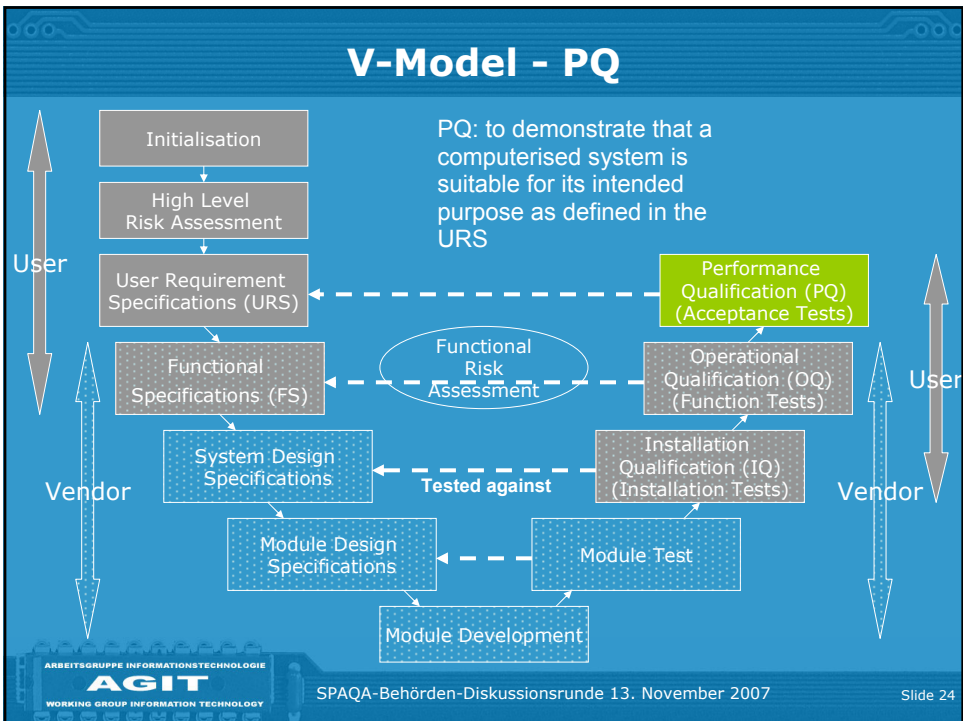 V-Model - PQ
PQ: to demonstrate that a
computerised system is
suitable for its intended
purpose as defined in the
URS
Initialisation
High Level
Risk Assessment
User
User Requirement
Specifications (URS)
Performance
Qualification (PQ)
(Acceptance Tests)
Functional
Specifications (FS)
Functional
Risk
Assessment
Operational
Qualification (OQ)
(Function Tests)
User
System Design
Specifications
Tested against
Installation
Qualification (IQ)
(Installation Tests)
Vendor
Vendor
Module Design
Specifications
Module Test
Module Development
ARBEITSGRUPPE INFORMATIONSTECHNOLOGIE
AGIT
WORKING GROUP INFORMATION TECHNOLOGY
SPAQA-Behörden-Diskussionsrunde 13. November 2007
Slide 24